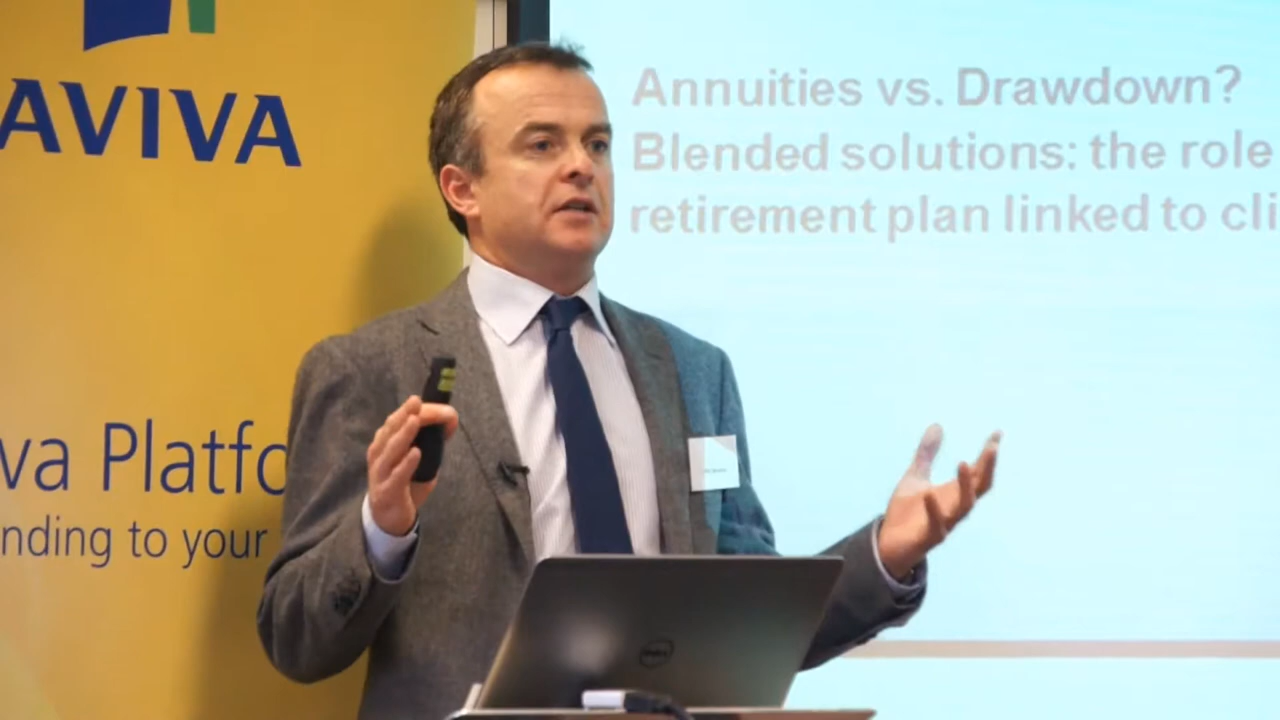 AVIVA
va Platfo
nding to your
Annuities vs. Drawdown?
Blended solutions: the role
retirement plan linked to cli
DELL